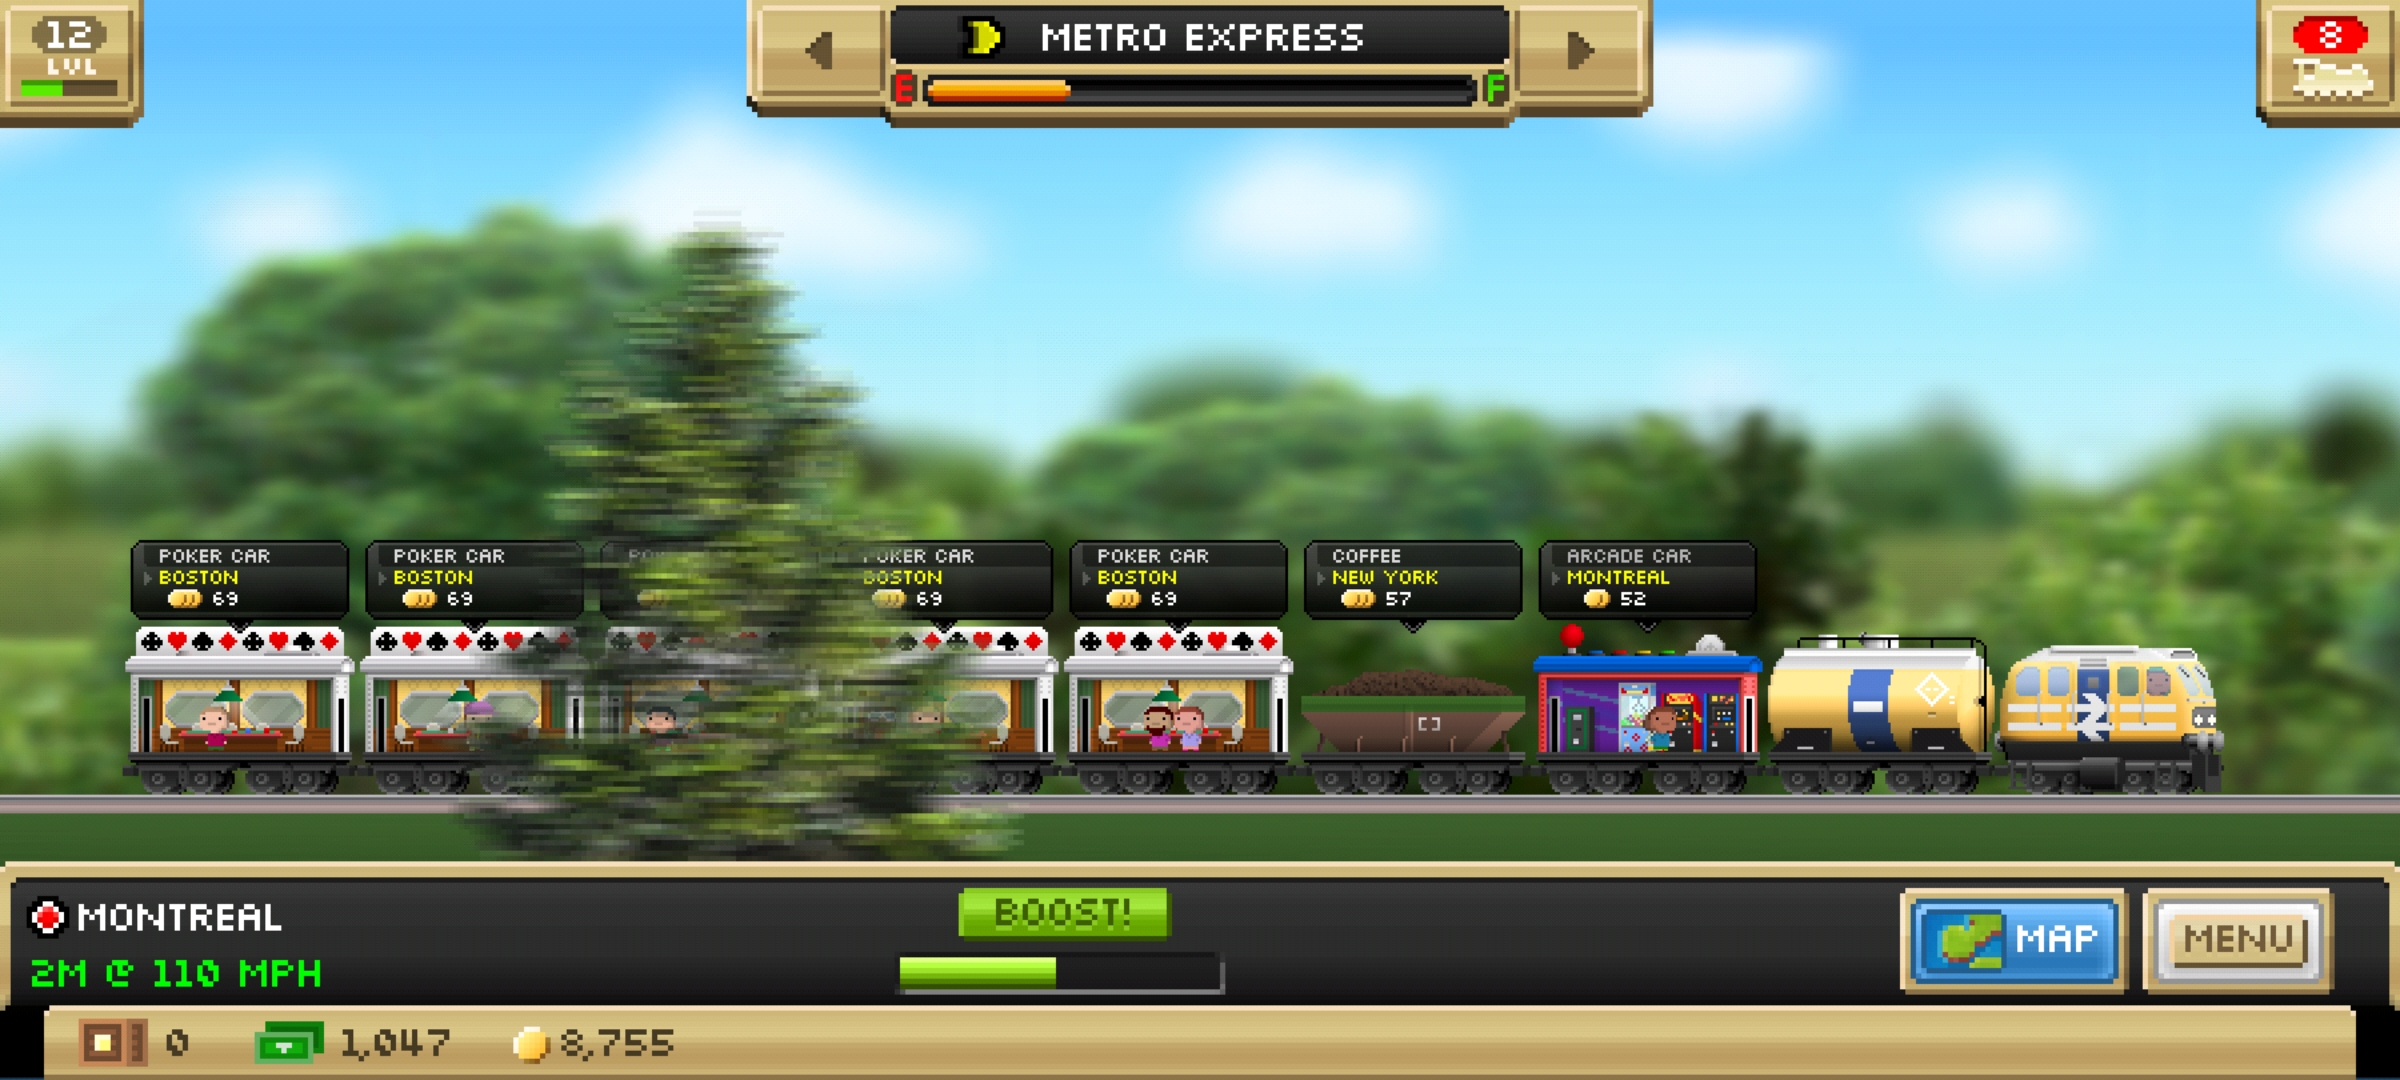 12
LVL
METRO EXPRESS
E
F
8
POKER CAR
BOSTON
69
POKER CAR
BOSTON
69
POKER CAR
BOSTON
69
POKER CAR
BOSTON
69
COFFEE
NEW YORK
57
ARCADE CAR
MONTREAL
52
MONTREAL
2M @ 110 MPH
BOOST!
MAP
MENU
0
1,047
8,755